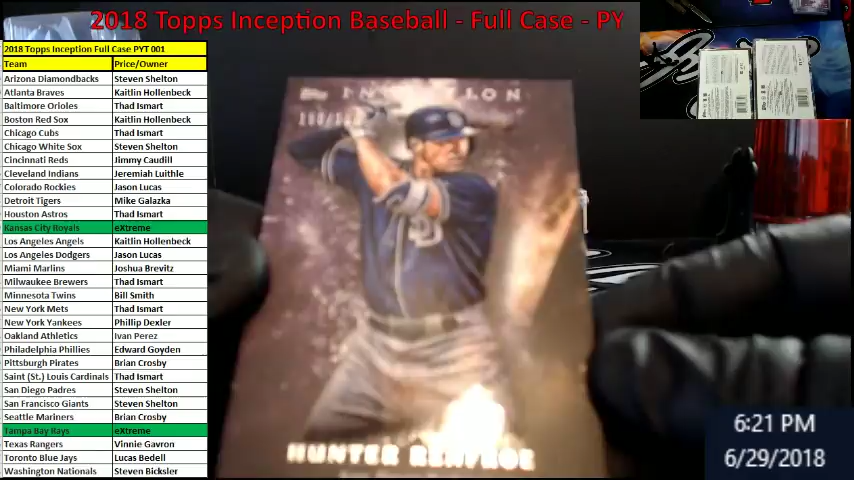 2018 Topps Inception Baseball - Full Case - PY
2018 Topps Inception Full Case PYT 001
Team Price/Owner
Arizona Diamondbacks Steven Shelton
Atlanta Braves Kaitlin Hollenbeck
Baltimore Orioles Thad Ismart
Boston Red Sox Kaitlin Hollenbeck
Chicago Cubs Thad Ismart
Chicago White Sox Steven Shelton
Cincinnati Reds Jimmy Caudill
Cleveland Indians Jeremiah Luithle
Colorado Rockies Jason Lucas
Detroit Tigers Mike Galazka
Houston Astros Thad Ismart
Kansas City Royals eXtreme
Los Angeles Angels Kaitlin Hollenbeck
Los Angeles Dodgers Jason Lucas
Miami Marlins Joshua Brevitz
Milwaukee Brewers Thad Ismart
Minnesota Twins Bill Smith
New York Mets Thad Ismart
New York Yankees Phillip Dexler
Oakland Athletics Ivan Perez
Philadelphia Phillies Edward Goyden
Pittsburgh Pirates Brian Crosby
Saint (St.) Louis Cardinals Thad Ismart
San Diego Padres Steven Shelton
San Francisco Giants Steven Shelton
Seattle Mariners Brian Crosby
Tampa Bay Rays eXtreme
Texas Rangers Vinnie Gavron
Toronto Blue Jays Lucas Bedell
Washington Nationals Steven Bicksler
Topps INCEPTION
HUNTER RENFROE
6:21 PM
6/29/2018